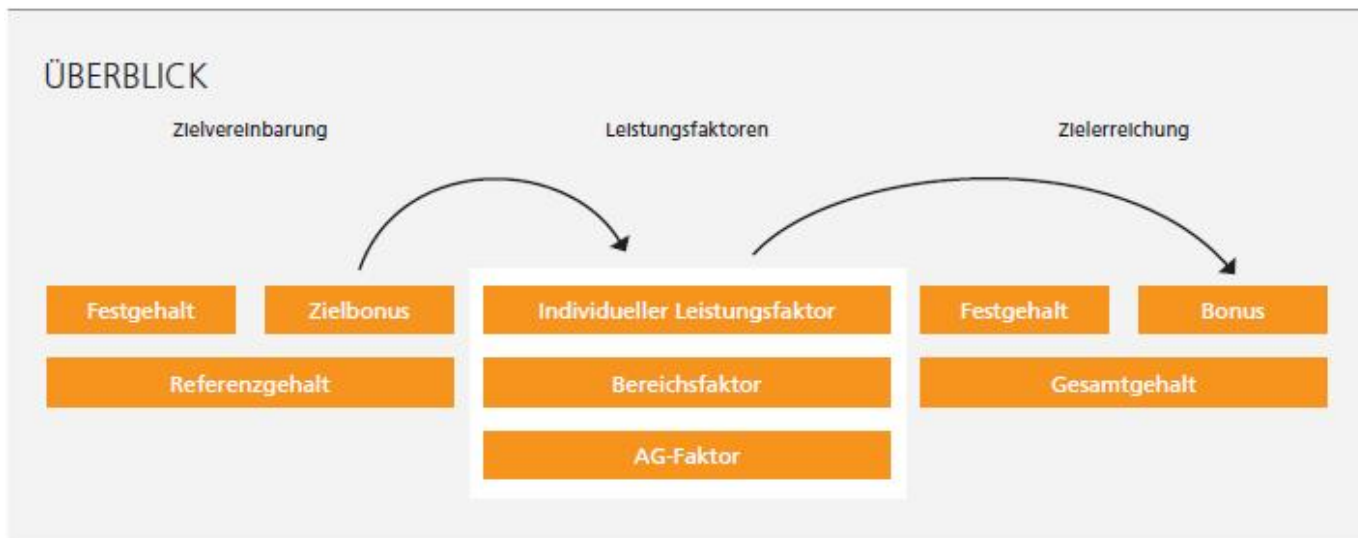 ÜBERBLICK
Zielvereinbarung
Leistungsfaktoren
Zielerreichung
Festgehalt
Zielbonus
Individueller Leistungsfaktor
Festgehalt
Bonus
Referenzgehalt
Bereichsfaktor
Gesamtgehalt
AG-Faktor